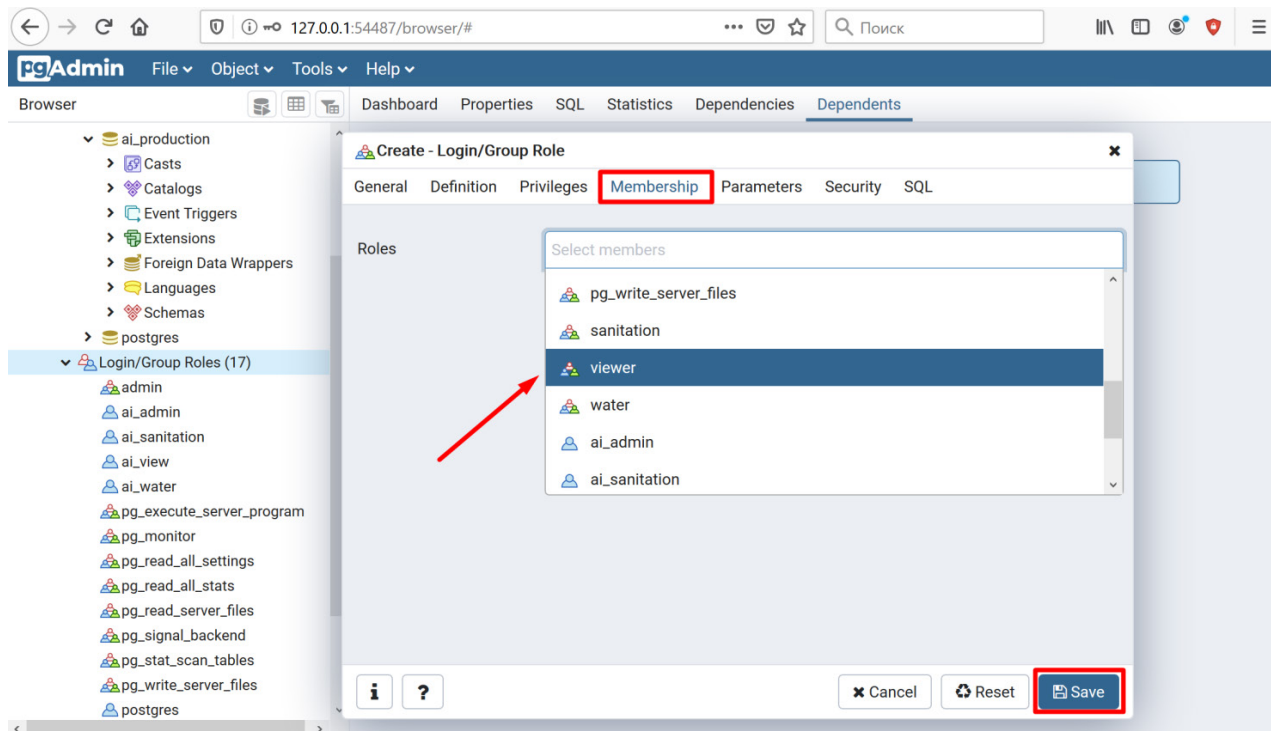 127.0.0.1:54487/browser/#
Поиск
pgAdmin File Object Tools Help
Browser
Dashboard Properties SQL Statistics Dependencies Dependents
ai_production
Casts
Catalogs
Event Triggers
Extensions
Foreign Data Wrappers
Languages
Schemas
postgres
Login/Group Roles (17)
admin
ai_admin
ai_sanitation
ai_view
ai_water
pg_execute_server_program
pg_monitor
pg_read_all_settings
pg_read_all_stats
pg_read_server_files
pg_signal_backend
pg_stat_scan_tables
pg_write_server_files
postgres
Create - Login/Group Role
General Definition Privileges Membership Parameters Security SQL
Roles
Select members
pg_write_server_files
sanitation
viewer
water
ai_admin
ai_sanitation
i ? Cancel Reset Save